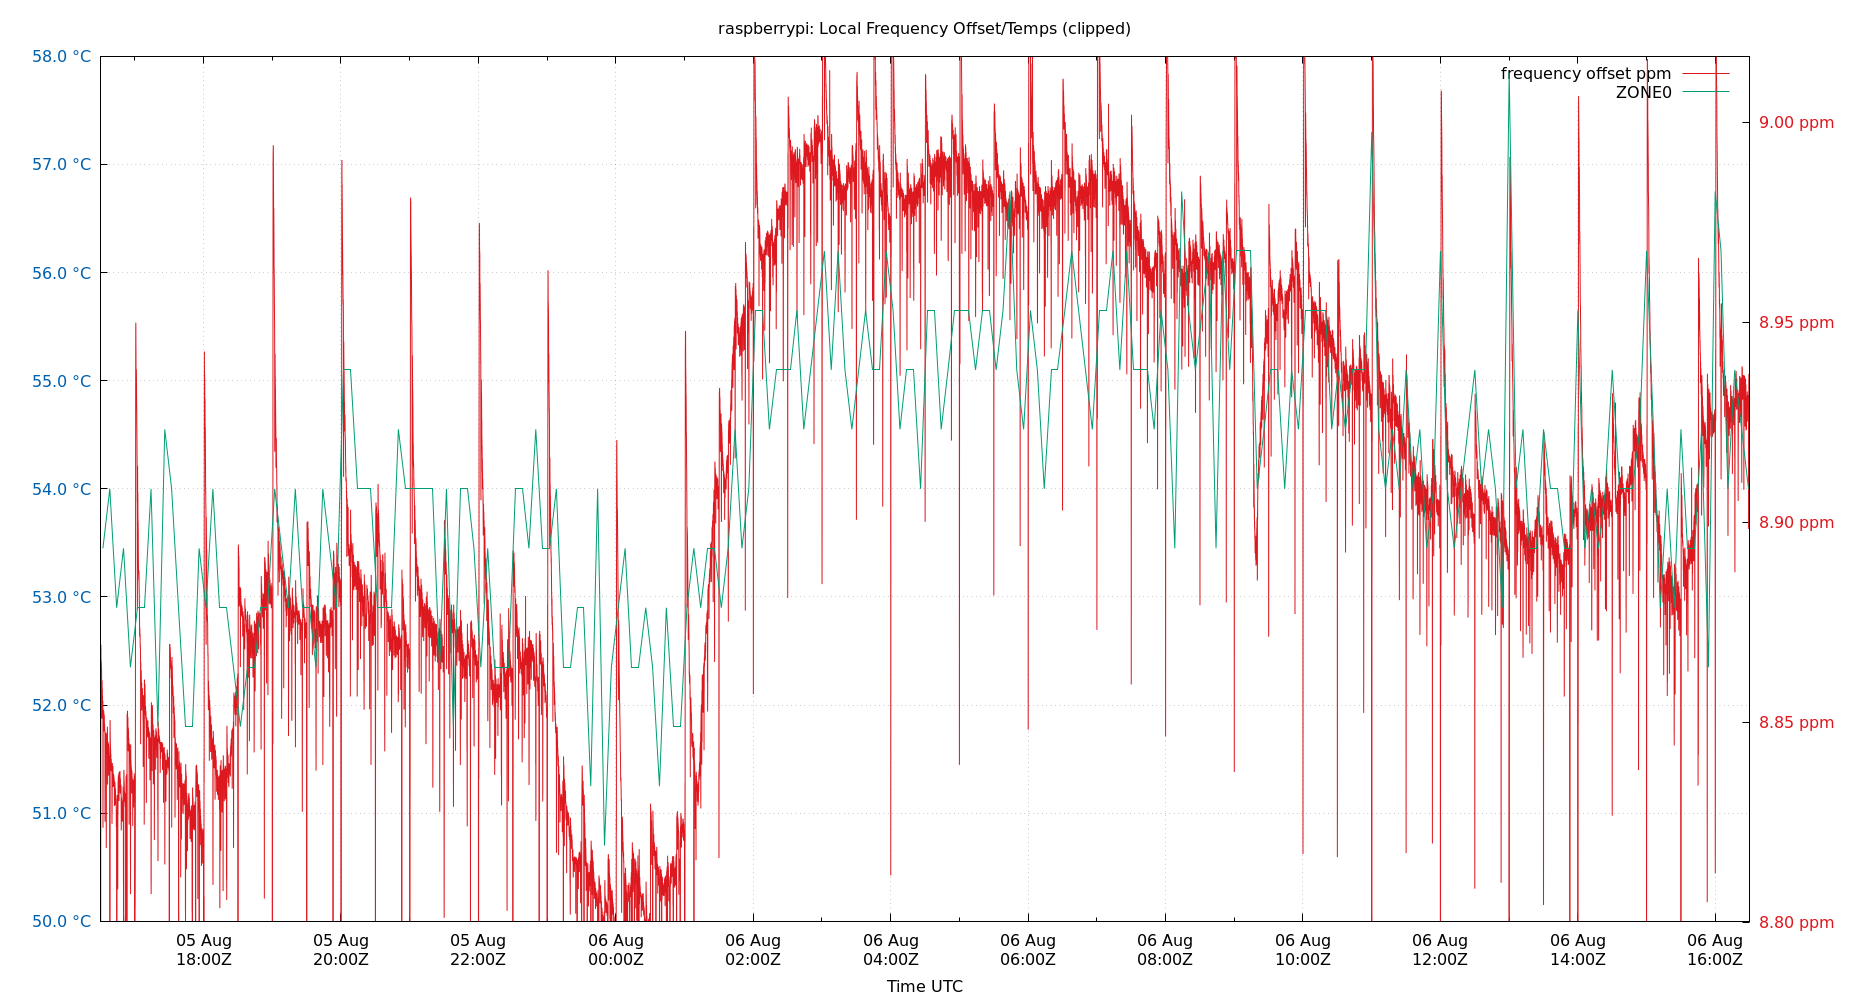 raspberrypi: Local Frequency Offset/Temps (clipped)
58.0 °C
57.0 °C
56.0 °C
55.0 °C
54.0 °C
53.0 °C
52.0 °C
51.0 °C
50.0 °C
frequency offset ppm
ZONE0
9.00 ppm
8.95 ppm
8.90 ppm
8.85 ppm
8.80 ppm
05 Aug 05 Aug 05 Aug 06 Aug 06 Aug 06 Aug 06 Aug 06 Aug 06 Aug 06 Aug 06 Aug 06 Aug
18:00Z 20:00Z 22:00Z 00:00Z 02:00Z 04:00Z 06:00Z 08:00Z 10:00Z 12:00Z 14:00Z 16:00Z
Time UTC